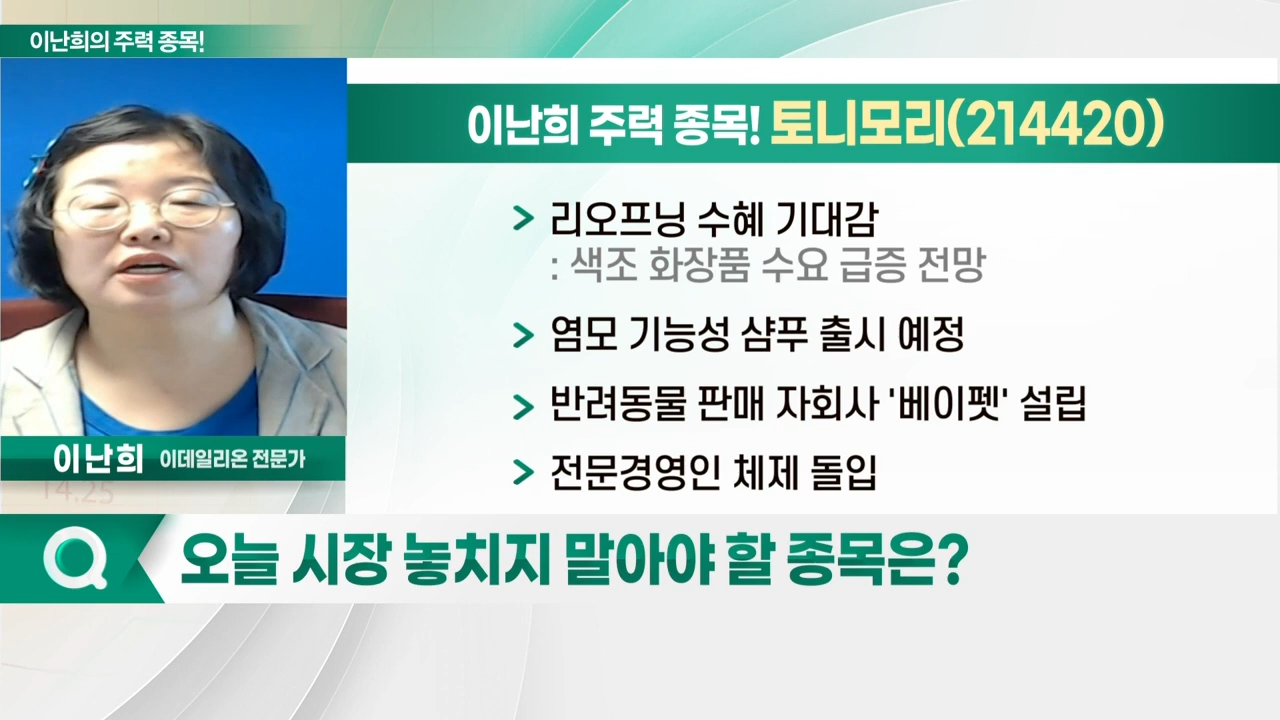 이난희의 주력 종목!
이난희 주력 종목! 토니모리(214420)
> 리오프닝 수혜 기대감
: 색조 화장품 수요 급증 전망
> 염모 기능성 샴푸 출시 예정
> 반려동물 판매 자회사 '베이펫' 설립
> 전문경영인 체제 돌입
이난희 이데일리온 전문가
14:25
Q 오늘 시장 놓치지 말아야 할 종목은?